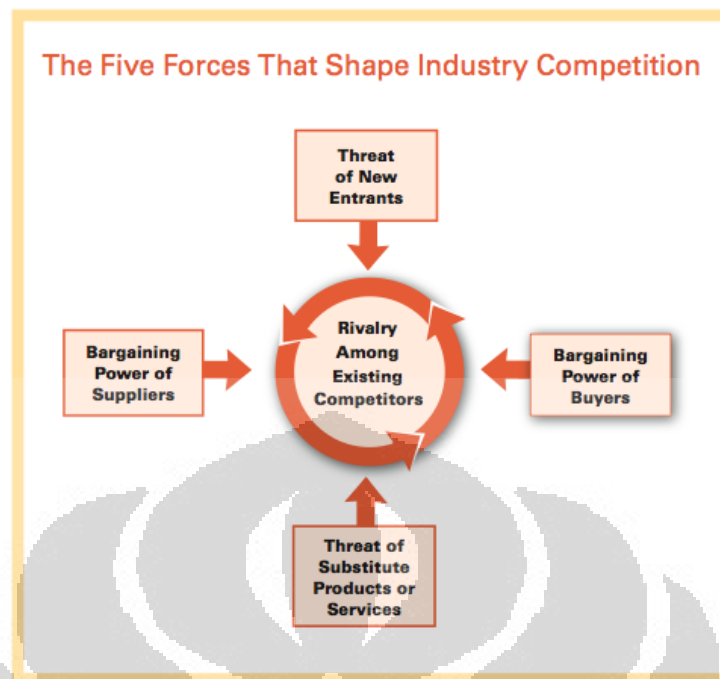 The Five Forces That Shape Industry Competition
Threat
of New
Entrants
Bargaining
Power of
Suppliers
Rivalry
Among
Existing
Competitors
Bargaining
Power of
Buyers
Threat of
Substitute
Products or
Services